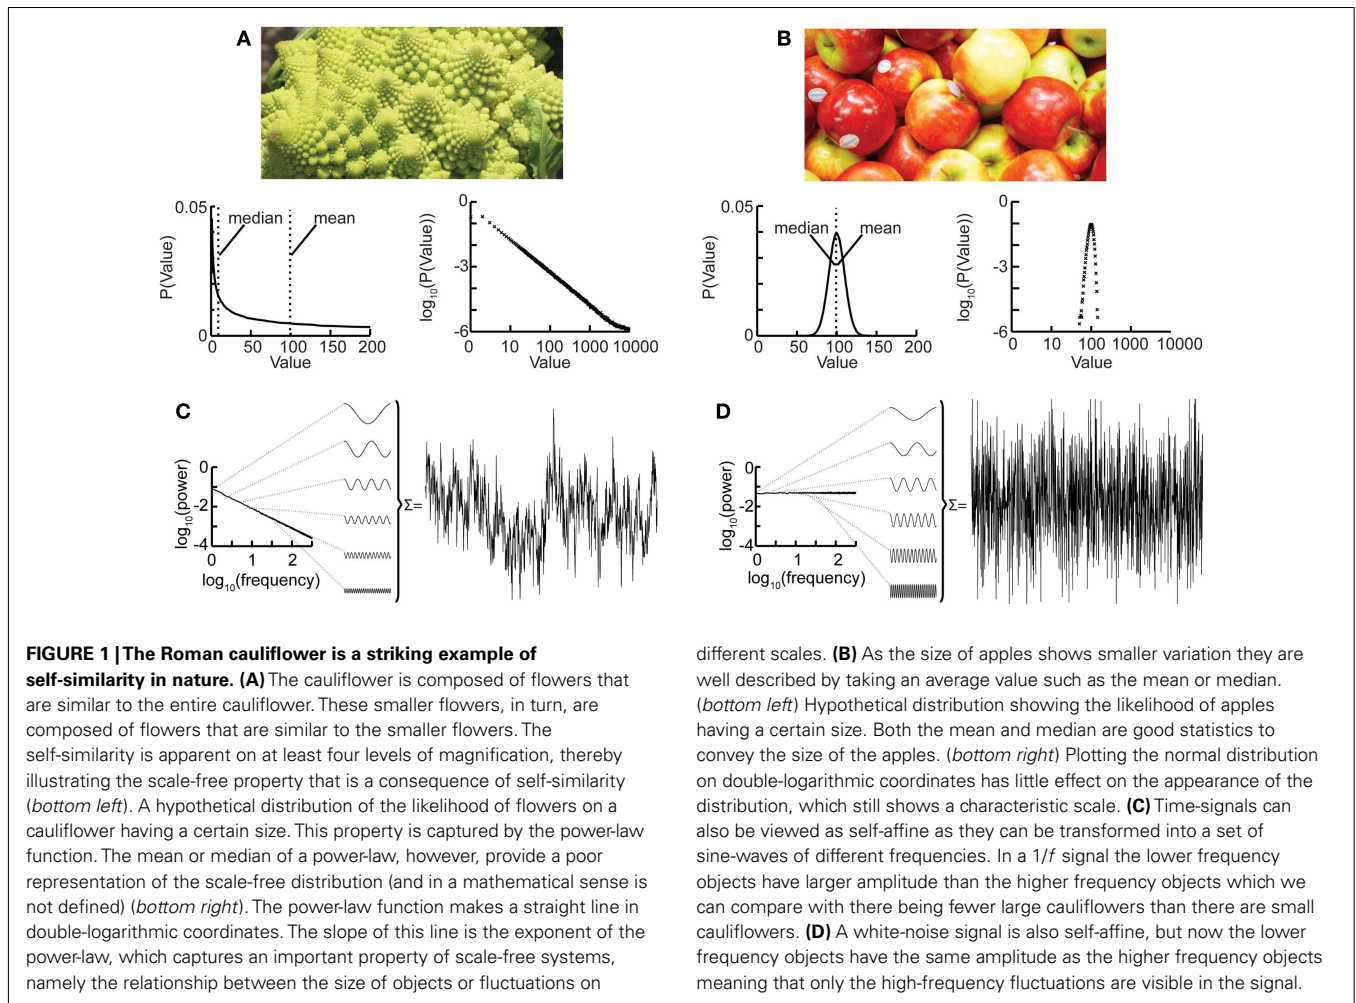 A
B
0.05
median
mean
P(Value)
0
0 50 100 150 200
Value
0
-3
-6
log10(P(Value))
0 10 100 1000 10000
Value
0.05
median
mean
P(Value)
0
0 50 100 150 200
Value
0
-3
-6
log10(P(Value))
0 10 100 1000 10000
Value
C
0
-2
-4
log10(power)
0 1 2
log10(frequency)
Σ=
D
0
-2
-4
log10(power)
0 1 2
log10(frequency)
Σ=
FIGURE 1 | The Roman cauliflower is a striking example of
self-similarity in nature. (A) The cauliflower is composed of flowers that
are similar to the entire cauliflower. These smaller flowers, in turn, are
composed of flowers that are similar to the smaller flowers. The
self-similarity is apparent on at least four levels of magnification, thereby
illustrating the scale-free property that is a consequence of self-similarity
(bottom left). A hypothetical distribution of the likelihood of flowers on a
cauliflower having a certain size. This property is captured by the power-law
function. The mean or median of a power-law, however, provide a poor
representation of the scale-free distribution (and in a mathematical sense is
not defined) (bottom right). The power-law function makes a straight line in
double-logarithmic coordinates. The slope of this line is the exponent of the
power-law, which captures an important property of scale-free systems,
namely the relationship between the size of objects or fluctuations on
different scales. (B) As the size of apples shows smaller variation they are
well described by taking an average value such as the mean or median.
(bottom left) Hypothetical distribution showing the likelihood of apples
having a certain size. Both the mean and median are good statistics to
convey the size of the apples. (bottom right) Plotting the normal distribution
on double-logarithmic coordinates has little effect on the appearance of the
distribution, which still shows a characteristic scale. (C) Time-signals can
also be viewed as self-affine as they can be transformed into a set of
sine-waves of different frequencies. In a 1/f signal the lower frequency
objects have larger amplitude than the higher frequency objects which we
can compare with there being fewer large cauliflowers than there are small
cauliflowers. (D) A white-noise signal is also self-affine, but now the lower
frequency objects have the same amplitude as the higher frequency objects
meaning that only the high-frequency fluctuations are visible in the signal.